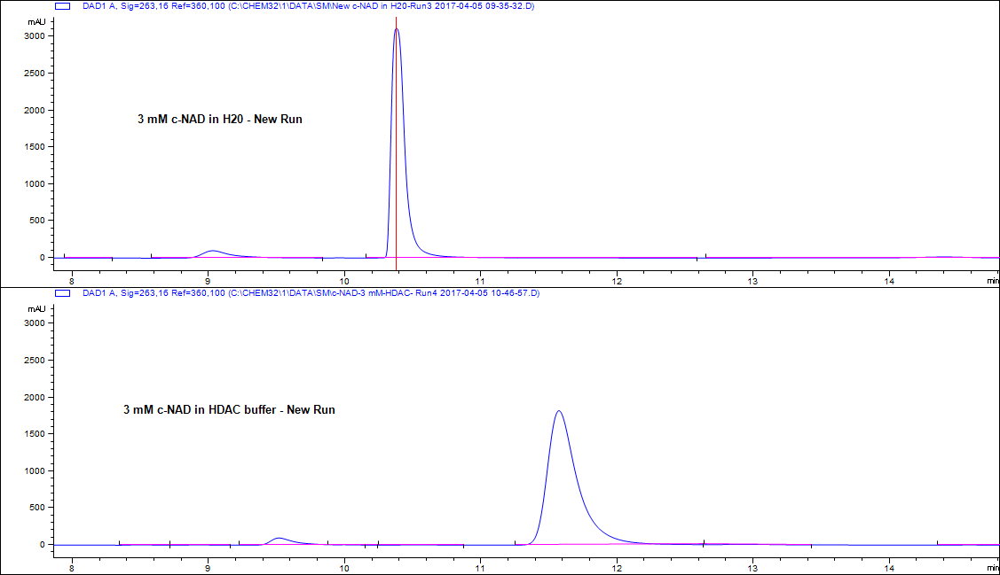 DAD1 A, Sig=263,16 Ref=360,100 (C:\CHEM32\1\DATA\SM\New c-NAD in H20-Run3 2017-04-05 09-35-32.D)
mAU
3000
2500
2000
1500
1000
500
0
3 mM c-NAD in H20 - New Run
8 9 10 11 12 13 14 min
DAD1 A, Sig=263,16 Ref=360,100 (C:\CHEM32\1\DATA\SM\c-NAD-3 mM-HDAC- Run4 2017-04-05 10-46-57.D)
mAU
3000
2500
2000
1500
1000
500
0
3 mM c-NAD in HDAC buffer - New Run
8 9 10 11 12 13 14 min